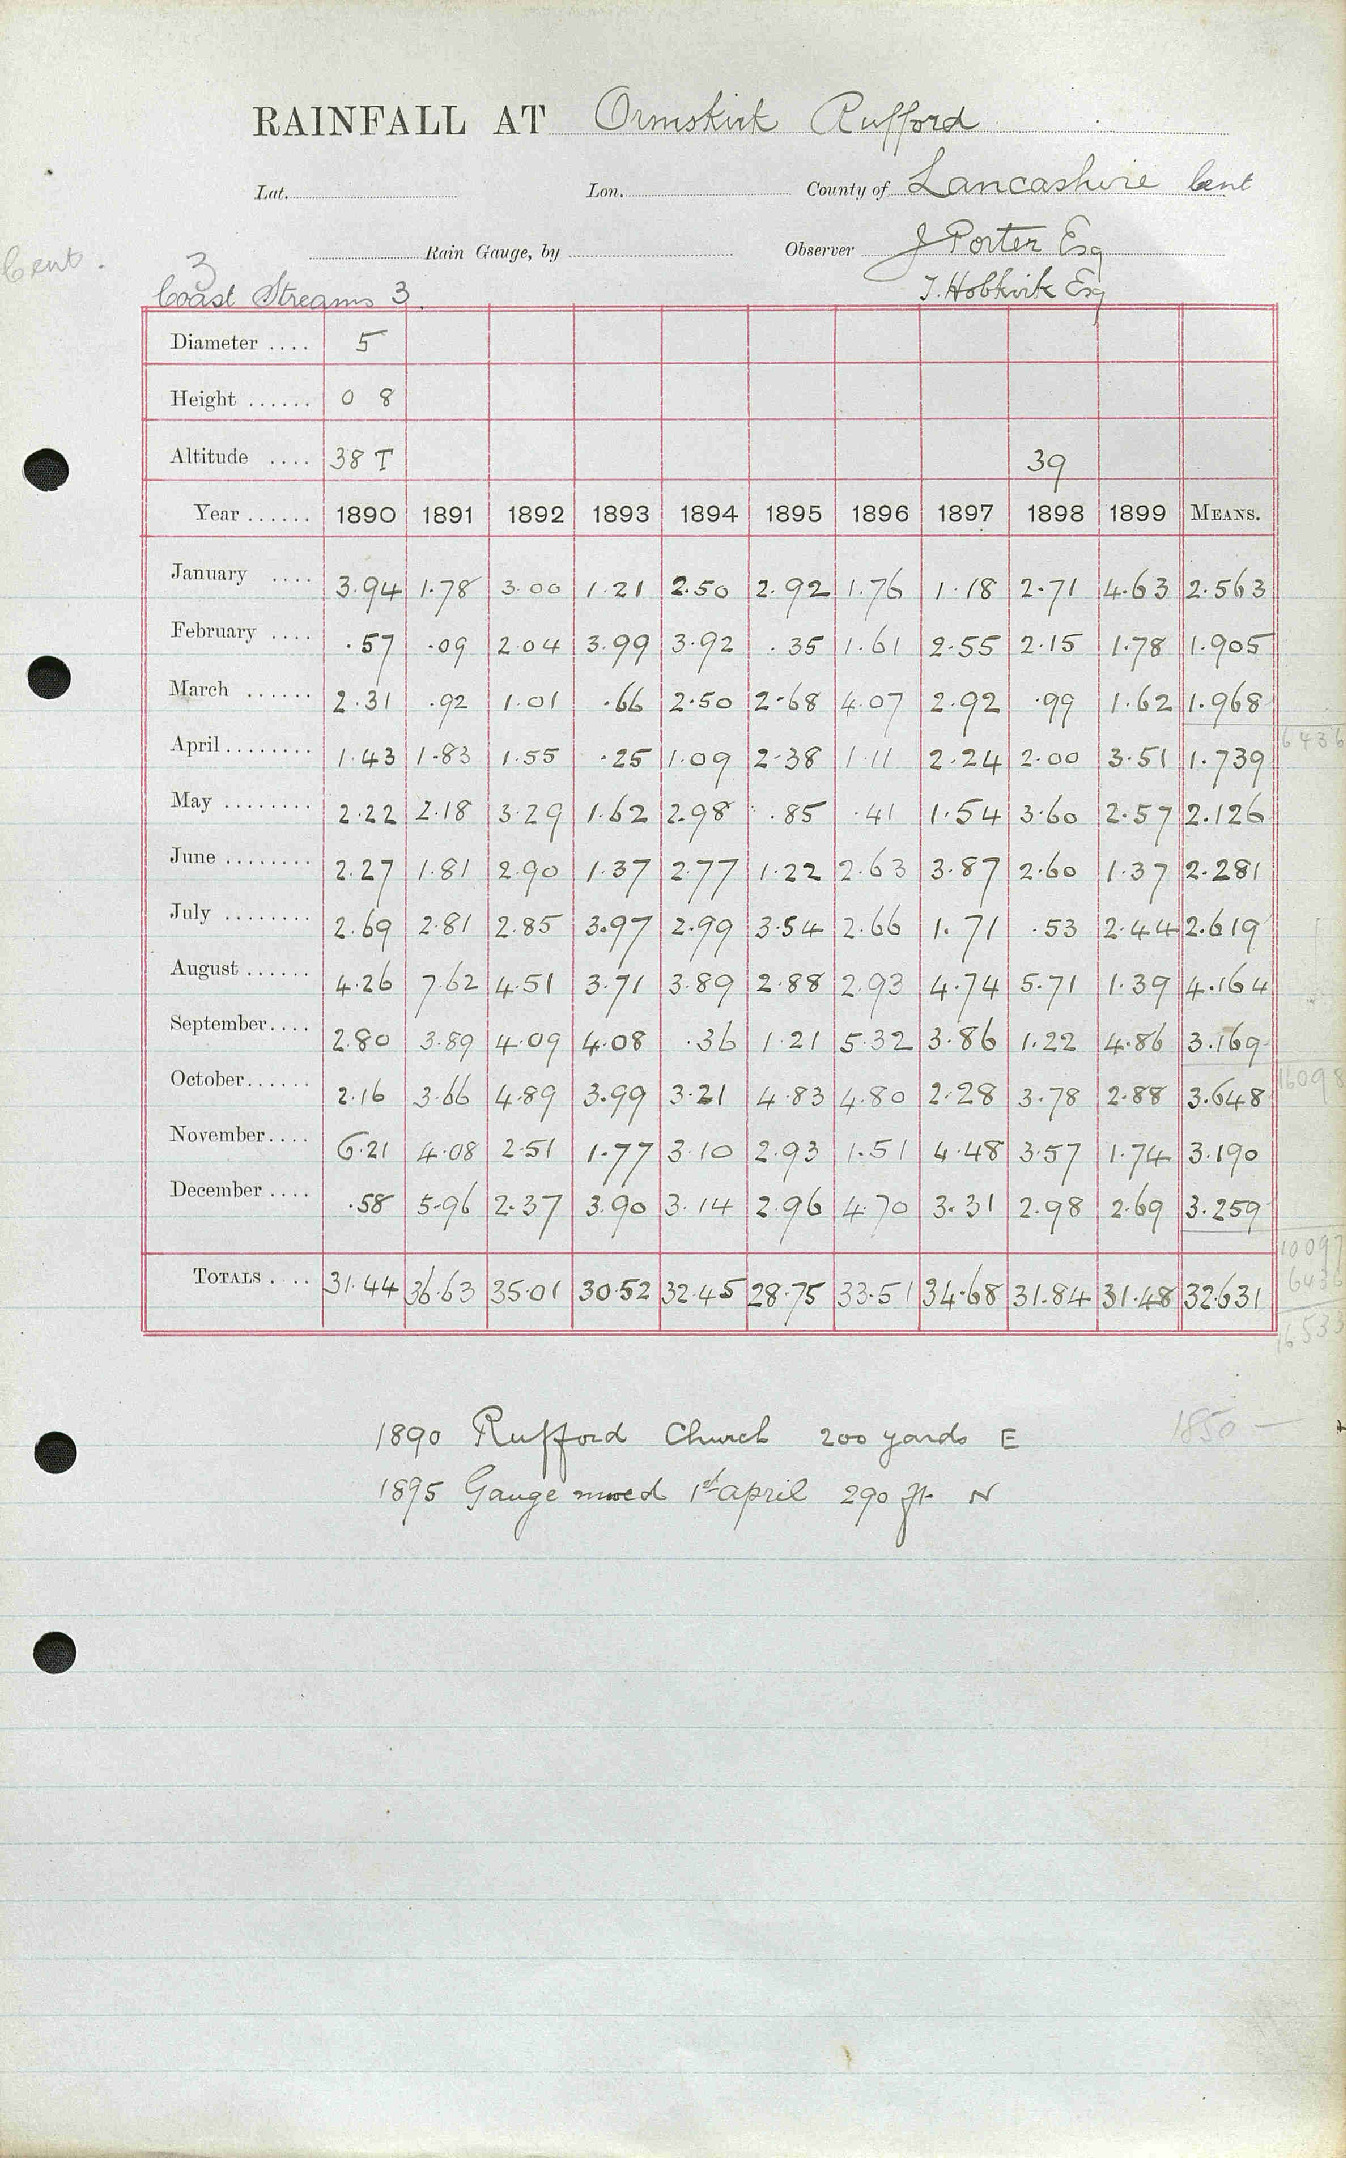 RAINFALL AT Ormskirk Rufford
Lat. Lon. County of Lancashire Cent
Rain Gauge, by Observer J Porter Esq
Cent.
3
Coast Streams 3 J. Hobkirk Esq
Diameter .... 5
Height ...... 0 8
Altitude .... 38 T 39
Year ...... 1890 1891 1892 1893 1894 1895 1896 1897 1898 1899 MEANS.
January .... 3.94 1.78 3.00 1.21 2.50 2.92 1.76 1.18 2.71 4.63 2.563
February .... .57 .09 2.04 3.99 3.92 .35 1.61 2.55 2.15 1.78 1.905
March ...... 2.31 .92 1.01 .66 2.50 2.68 4.07 2.92 .99 1.62 1.968
6436
April ........ 1.43 1.83 1.55 .25 1.09 2.38 1.11 2.24 2.00 3.51 1.739
May ........ 2.22 2.18 3.29 1.62 2.98 .85 .41 1.54 3.60 2.57 2.126
June ........ 2.27 1.81 2.90 1.37 2.77 1.22 2.63 3.87 2.60 1.37 2.281
July ........ 2.69 2.81 2.85 3.97 2.99 3.54 2.66 1.71 .53 2.44 2.619
August ...... 4.26 7.62 4.51 3.71 3.89 2.88 2.93 4.74 5.71 1.39 4.164
September.... 2.80 3.89 4.09 4.08 .36 1.21 5.32 3.86 1.22 4.86 3.169
16098
October...... 2.16 3.66 4.89 3.99 3.21 4.83 4.80 2.28 3.78 2.88 3.648
November.... 6.21 4.08 2.51 1.77 3.10 2.93 1.51 4.48 3.57 1.74 3.190
December .... .58 5.96 2.37 3.90 3.14 2.96 4.70 3.31 2.98 2.69 3.259
10097
6436
TOTALS .... 31.44 36.63 35.01 30.52 32.45 28.75 33.51 34.68 31.84 31.48 32.631
16533
1890 Rufford Church 200 yards E
1850 —
1895 Gauge moved 1st april 290 ft. N